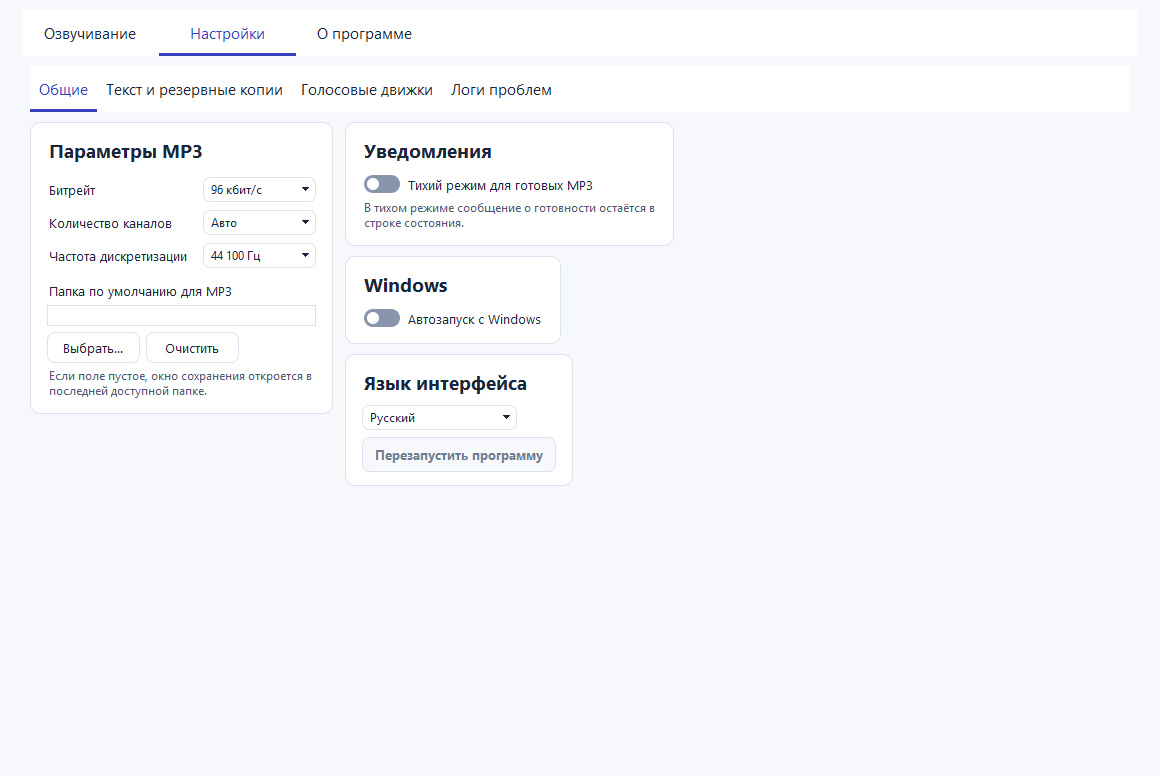 Озвучивание
Настройки
О программе
Общие
Текст и резервные копии
Голосовые движки
Логи проблем
Параметры MP3
Битрейт
96 кбит/с
Количество каналов
Авто
Частота дискретизации
44 100 Гц
Папка по умолчанию для MP3
Выбрать...
Очистить
Если поле пустое, окно сохранения откроется в
последней доступной папке.
Уведомления
Тихий режим для готовых MP3
В тихом режиме сообщение о готовности остаётся в
строке состояния.
Windows
Автозапуск с Windows
Язык интерфейса
Русский
Перезапустить программу